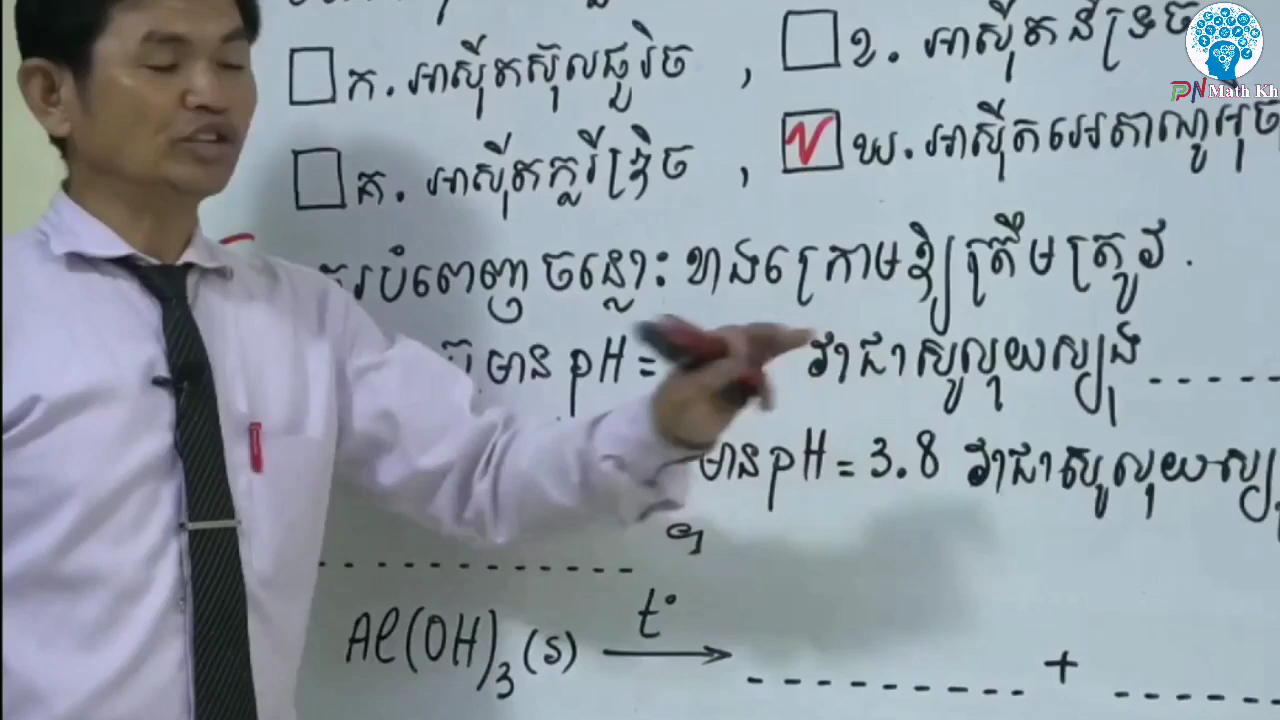 ក. អាស៊ីតស៊ុលផួរិច , ខ. អាស៊ីតនីទ្រិច
គ. អាស៊ីតក្លរីឌ្រិច , ឃ. អាស៊ីតអេតាណូអ៊ិច
បំពេញចន្លោះខាងក្រោមឱ្យត្រឹមត្រូវ .
មាន pH = វាជាសូលុយស្យុង ..........
មាន pH = 3.8 វាជាសូលុយស្យុ
។
Al(OH)₃ (s) t° → .......... + ..........
PN Math Kh